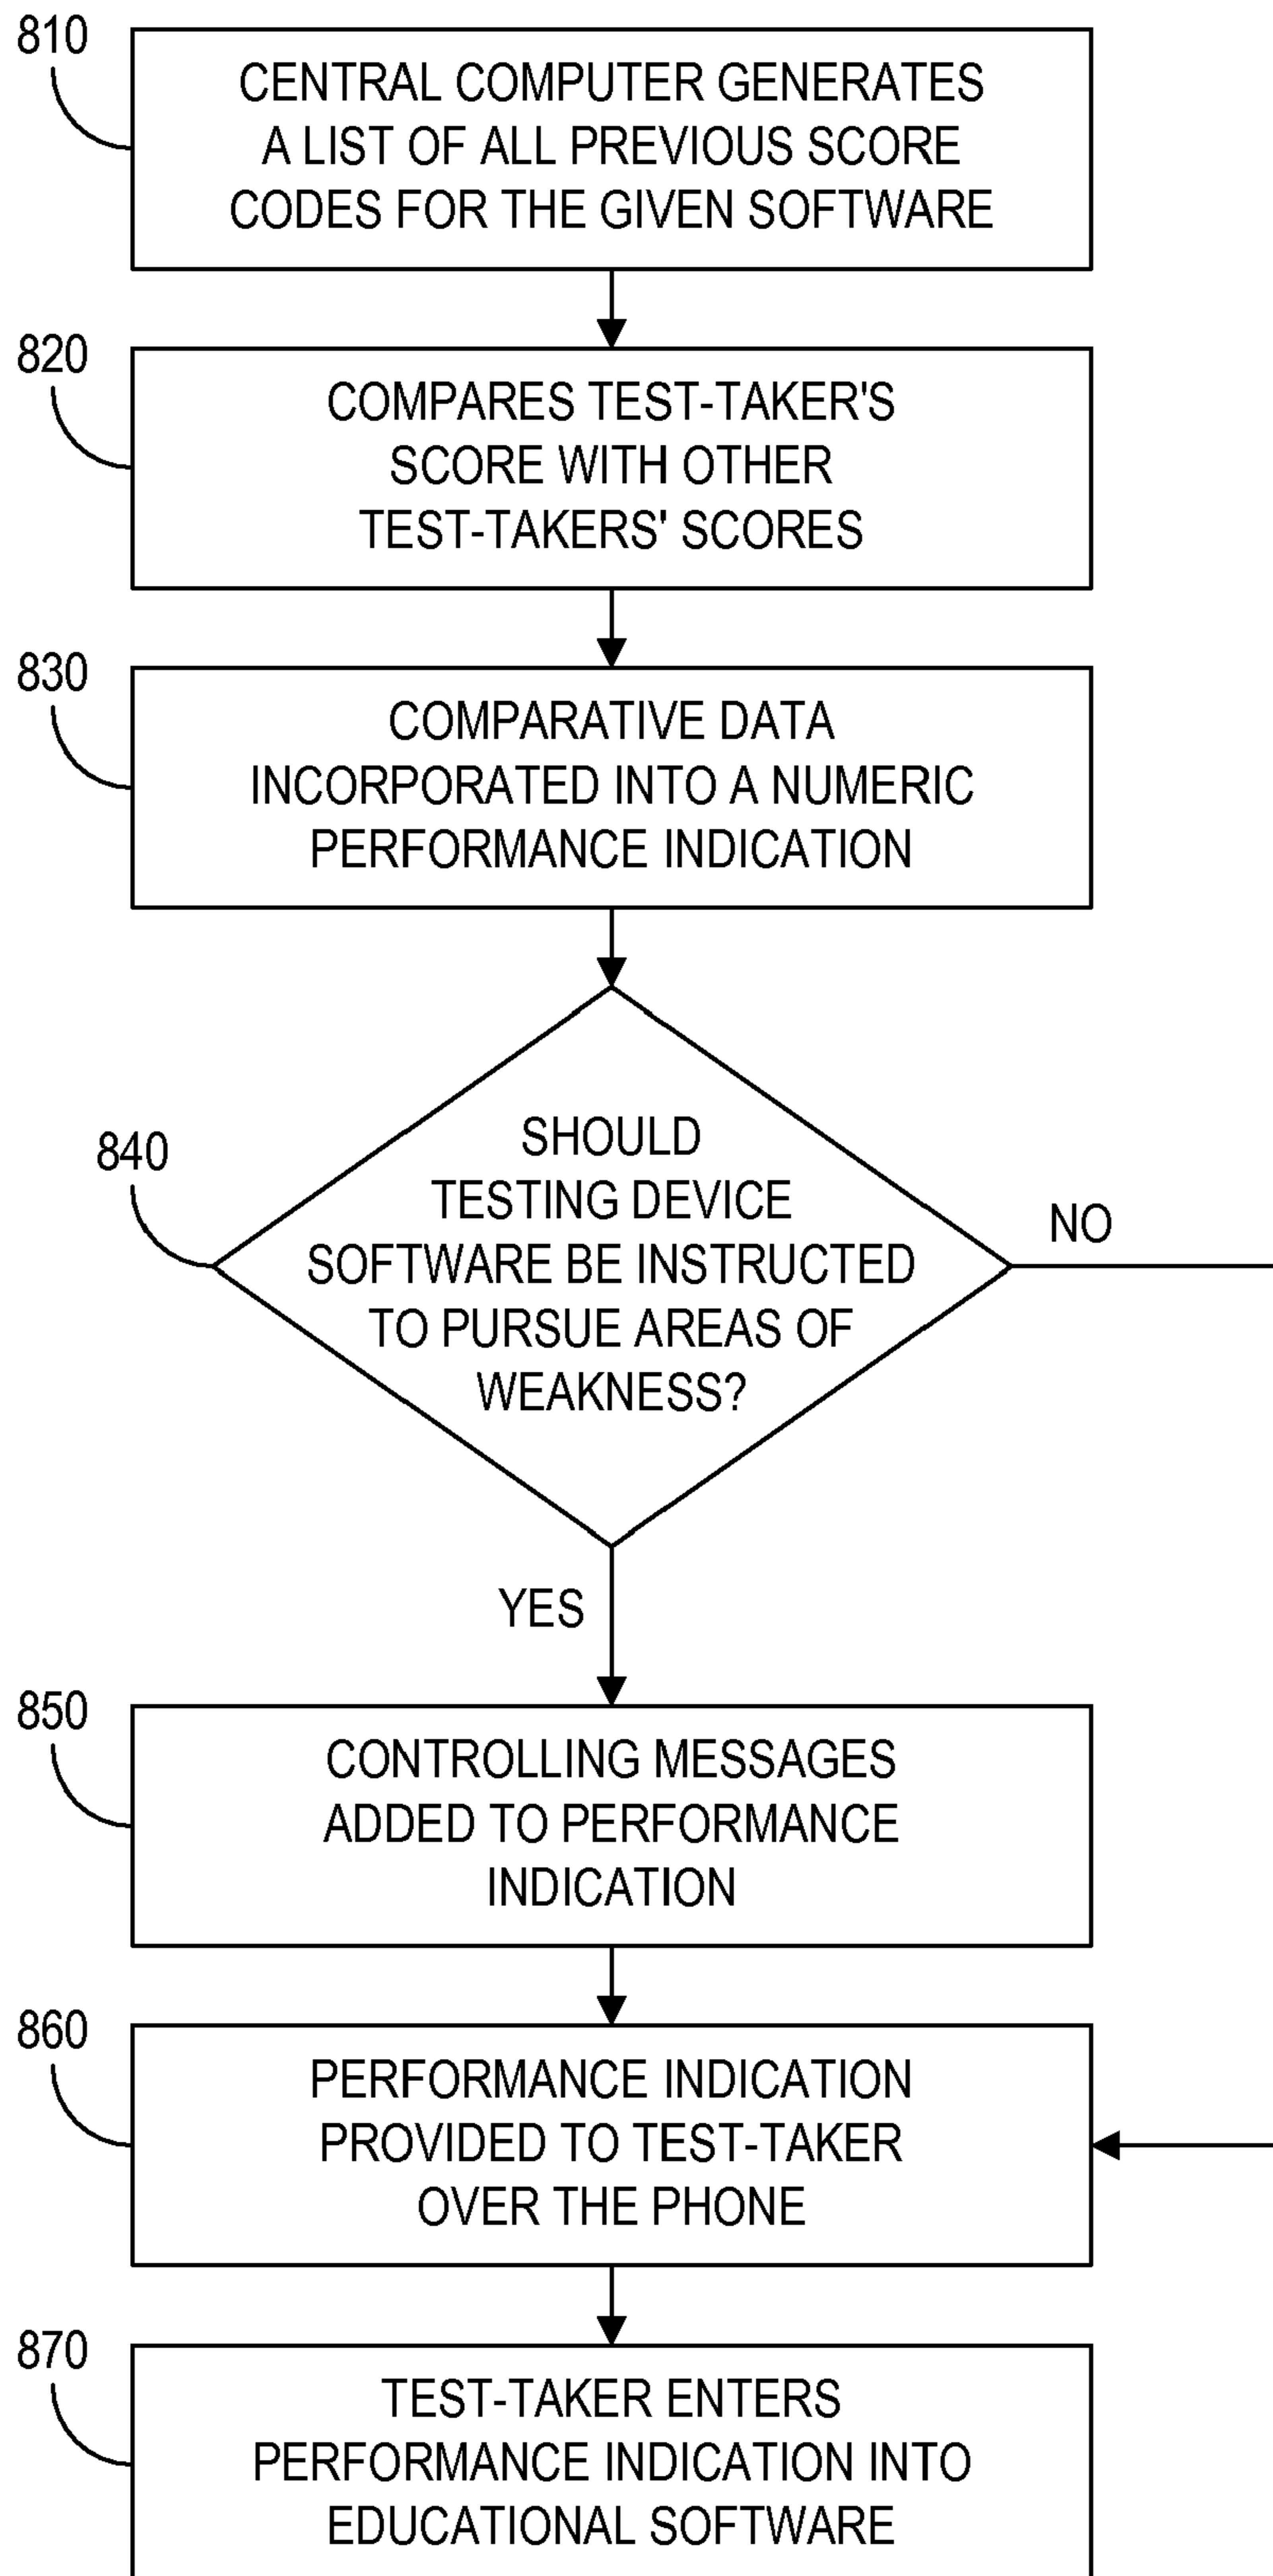 810
CENTRAL COMPUTER GENERATES
A LIST OF ALL PREVIOUS SCORE
CODES FOR THE GIVEN SOFTWARE
820
COMPARES TEST-TAKER'S
SCORE WITH OTHER
TEST-TAKERS' SCORES
830
COMPARATIVE DATA
INCORPORATED INTO A NUMERIC
PERFORMANCE INDICATION
840
SHOULD
TESTING DEVICE
SOFTWARE BE INSTRUCTED
TO PURSUE AREAS OF
WEAKNESS?
NO
YES
850
CONTROLLING MESSAGES
ADDED TO PERFORMANCE
INDICATION
860
PERFORMANCE INDICATION
PROVIDED TO TEST-TAKER
OVER THE PHONE
870
TEST-TAKER ENTERS
PERFORMANCE INDICATION INTO
EDUCATIONAL SOFTWARE